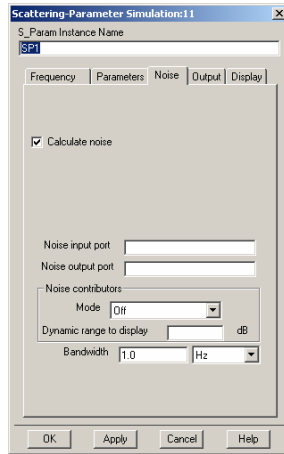 Scattering-Parameter Simulation:11
S_Param Instance Name
SP1
Frequency Parameters Noise Output Display
Calculate noise
Noise input port
Noise output port
Noise contributors
Mode Off
Dynamic range to display dB
Bandwidth 1.0 Hz
OK Apply Cancel Help